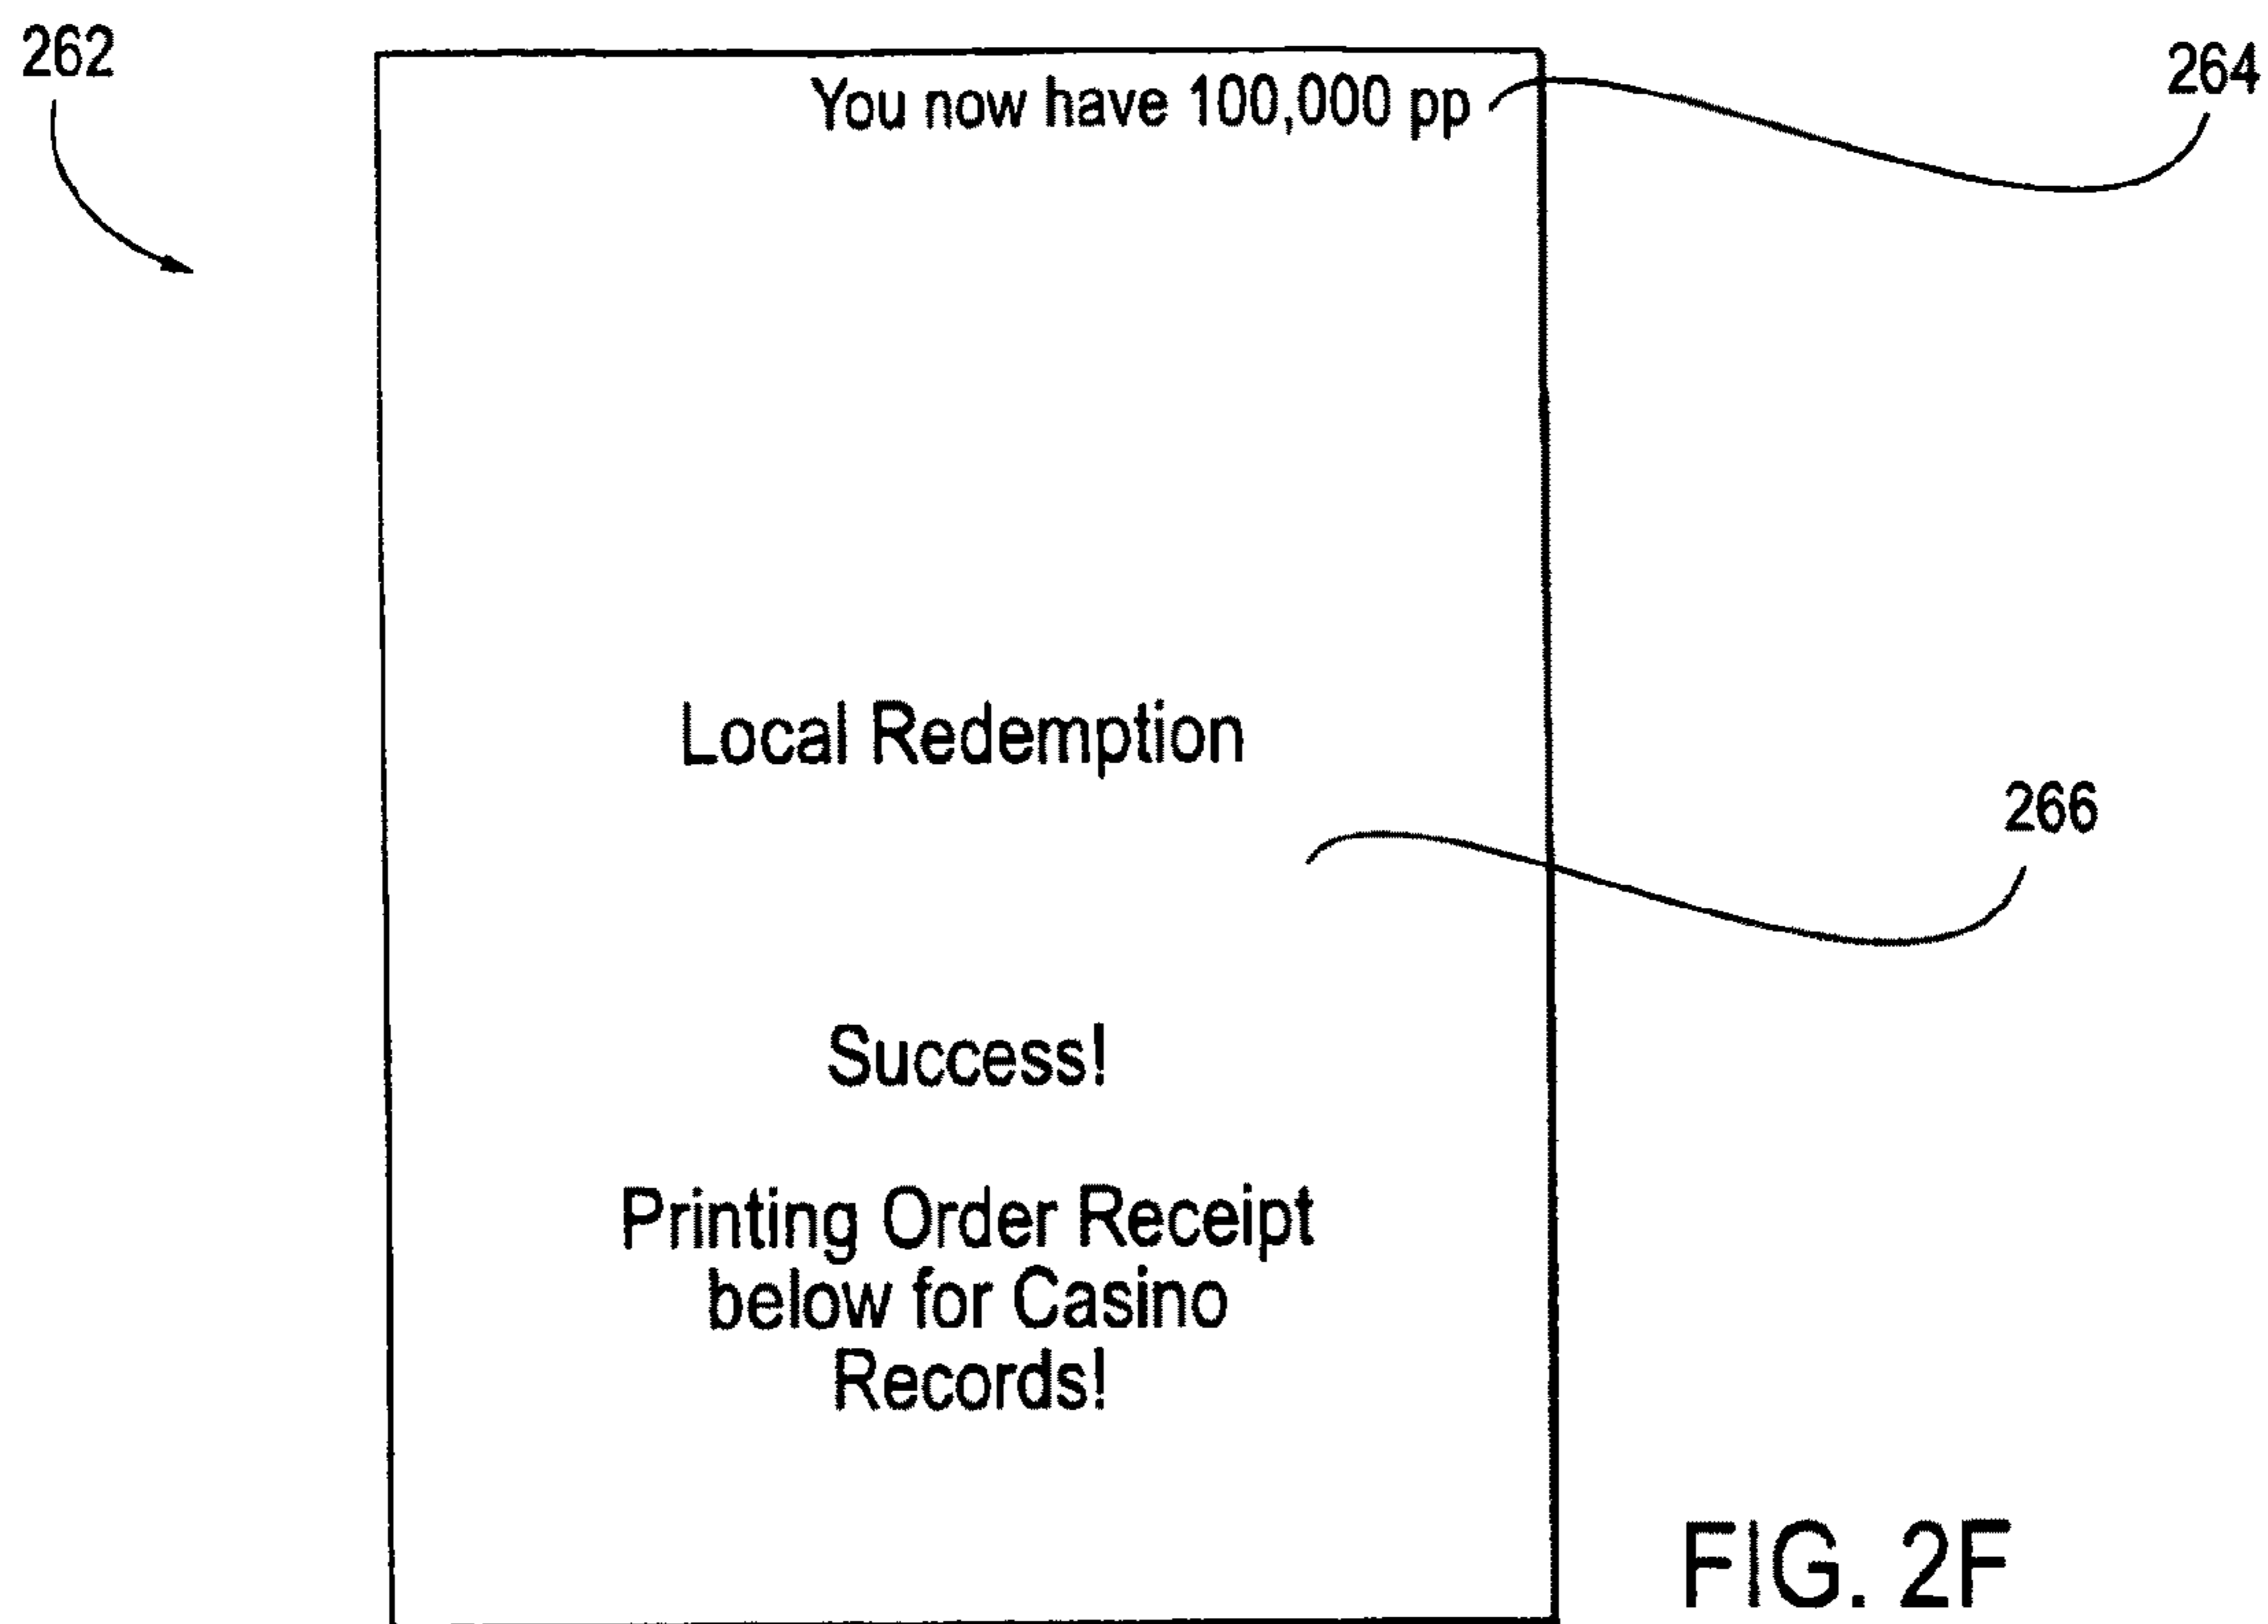 262
You now have 100,000 pp
264
Local Redemption
266
Success!
Printing Order Receipt
below for Casino
Records!
FIG. 2F